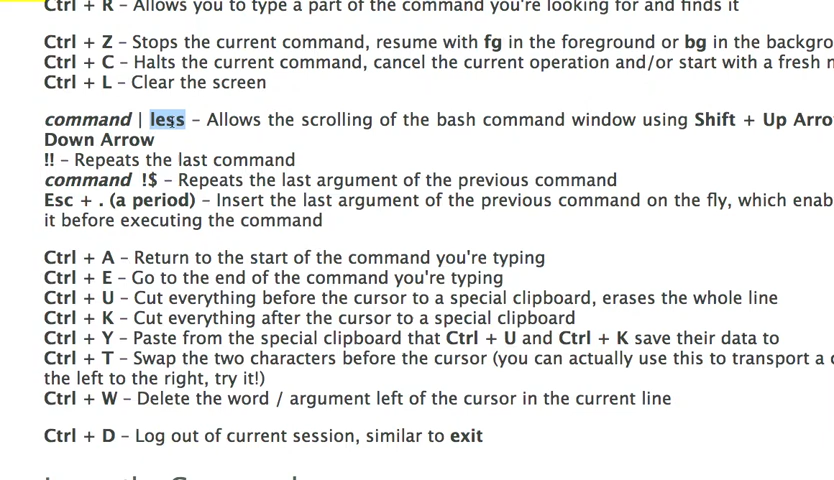 Ctrl + R – Allows you to type a part of the command you're looking for and finds it
Ctrl + Z – Stops the current command, resume with fg in the foreground or bg in the
Ctrl + C – Halts the current command, cancel the current operation and/or start with a fresh
Ctrl + L – Clear the screen
command | less – Allows the scrolling of the bash command window using Shift + Up
Down Arrow
!! – Repeats the last command
command !$ – Repeats the last argument of the previous command
Esc + . (a period) – Insert the last argument of the previous command on the fly, which
it before executing the command
Ctrl + A – Return to the start of the command you're typing
Ctrl + E – Go to the end of the command you're typing
Ctrl + U – Cut everything before the cursor to a special clipboard, erases the whole line
Ctrl + K – Cut everything after the cursor to a special clipboard
Ctrl + Y – Paste from the special clipboard that Ctrl + U and Ctrl + K save their data to
Ctrl + T – Swap the two characters before the cursor (you can actually use this to transport a
the left to the right, try it!)
Ctrl + W – Delete the word / argument left of the cursor in the current line
Ctrl + D – Log out of current session, similar to exit